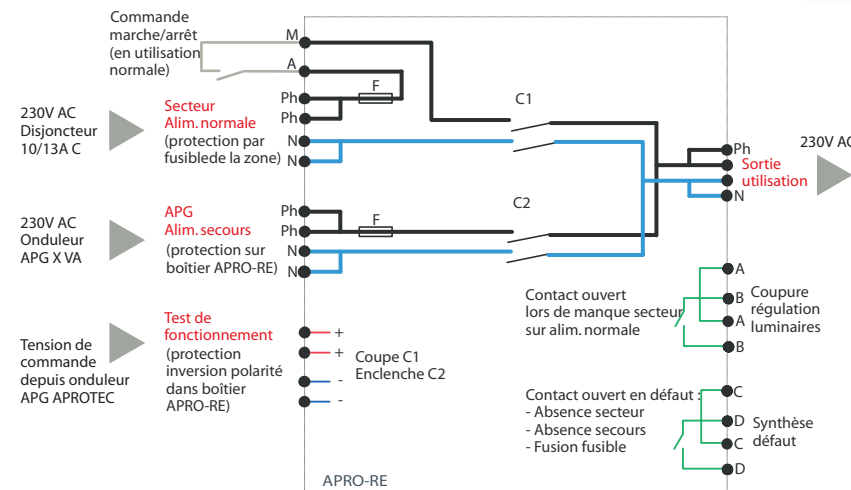 Commande
marche/arrêt
(en utilisation
normale)
M
A
F
C1
230V AC
Disjoncteur
10/13A C
Secteur
Alim. normale
(protection par
fusiblede la zone)
Ph
Ph
N
N
Ph
Sortie
utilisation
N
230V AC
230V AC
Onduleur
APG X VA
APG
Alim. secours
(protection sur
boîtier APRO-RE)
Ph
Ph
N
N
F
C2
Contact ouvert
lors de manque secteur
sur alim. normale
A
B
A
B
Coupure
régulation
luminaires
Tension de
commande
depuis onduleur
APG APROTEC
Test de
fonctionnement
(protection
inversion polarité
dans boîtier
APRO-RE)
+
+
-
-
Coupe C1
Enclenche C2
Contact ouvert en défaut :
- Absence secteur
- Absence secours
- Fusion fusible
C
D
C
D
Synthèse
défaut
APRO-RE